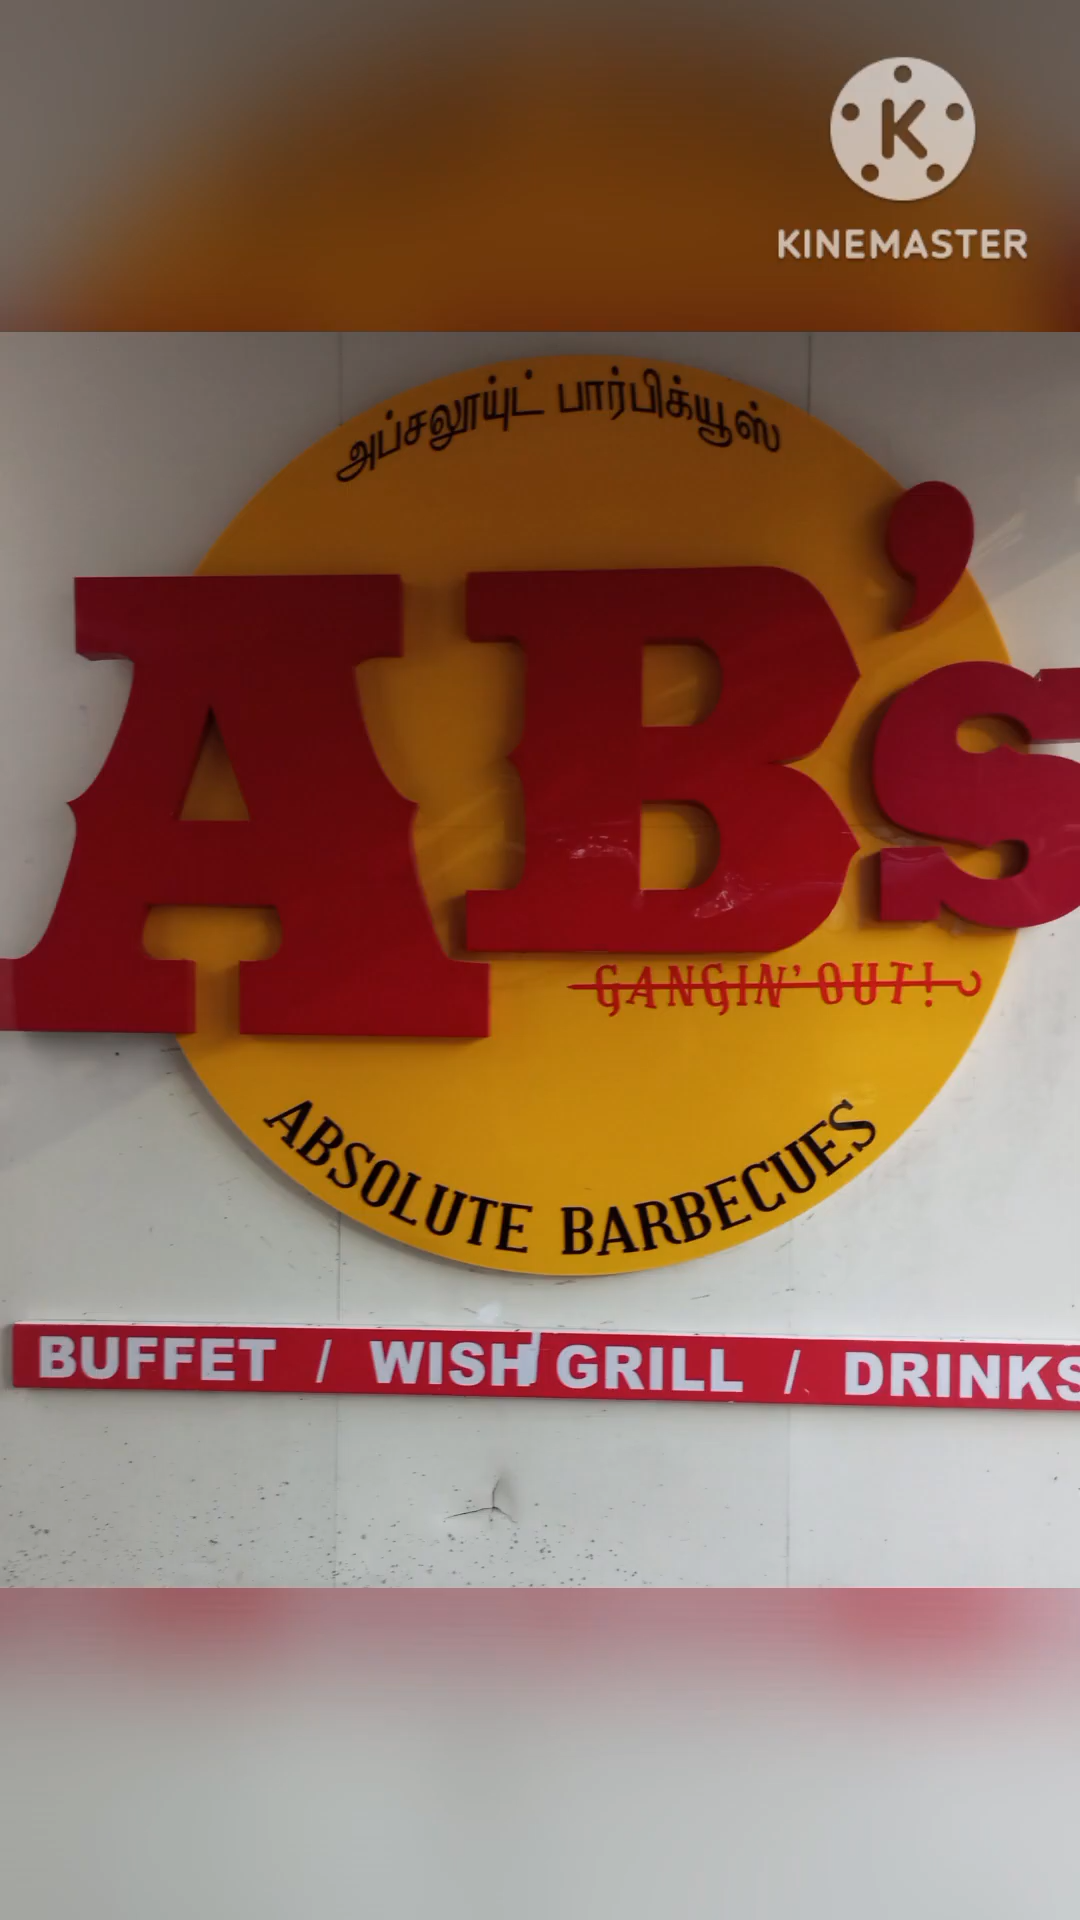 KINEMASTER
அப்சலூய்ுட் பார்பிக்யூஸ்
AB's
GANGIN' OUT!
ABSOLUTE BARBECUES
BUFFET / WISH GRILL / DRINKS